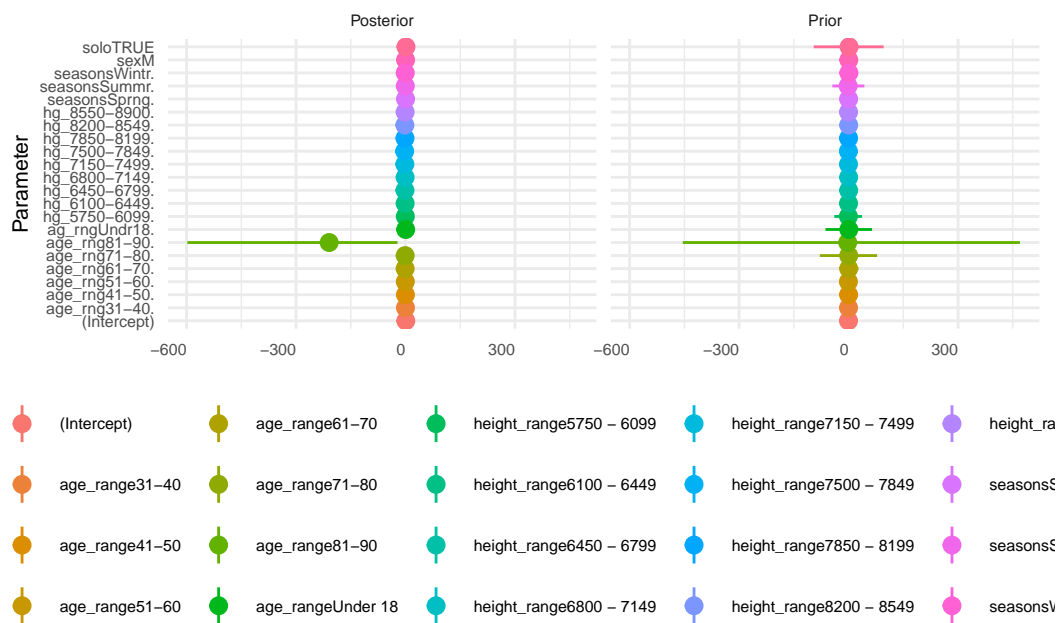 Posterior
Prior
Parameter
soloTRUE
sexM
seasonsWintr.
seasonsSummr.
seasonsSprng.
hg_8550−8900.
hg_8200−8549.
hg_7850−8199.
hg_7500−7849.
hg_7150−7499.
hg_6800−7149.
hg_6450−6799.
hg_6100−6449.
hg_5750−6099.
ag_rngUndr18.
age_rng81−90.
age_rng71−80.
age_rng61−70.
age_rng51−60.
age_rng41−50.
age_rng31−40.
(Intercept)
−600 −300 0 300 −600 −300 0 300
(Intercept) age_range61−70 height_range5750 − 6099 height_range7150 − 7499 height_ra
age_range31−40 age_range71−80 height_range6100 − 6449 height_range7500 − 7849 seasonsS
age_range41−50 age_range81−90 height_range6450 − 6799 height_range7850 − 8199 seasonsS
age_range51−60 age_rangeUnder 18 height_range6800 − 7149 height_range8200 − 8549 seasonsW